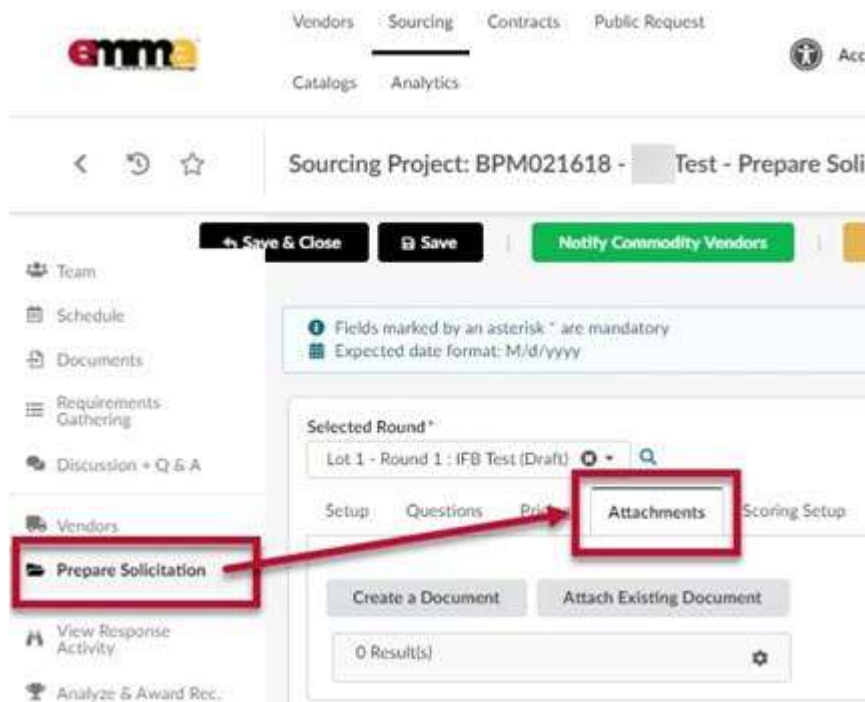 Vendors Sourcing Contracts Public Request
emma
Acc
Catalogs Analytics
Sourcing Project: BPM021618 - Test - Prepare Soli
Save & Close Save | Notify Commodity Vendors |
Team
Schedule
Documents
Requirements
Gathering
Discussion + Q & A
Vendors
Prepare Solicitation
View Response
Activity
Analyze & Award Rec.
Fields marked by an asterisk * are mandatory
Expected date format: M/d/yyyy
Selected Round*
Lot 1 - Round 1 : IFB Test (Draft)
Setup Questions Attachments Scoring Setup
Create a Document Attach Existing Document
0 Result(s)